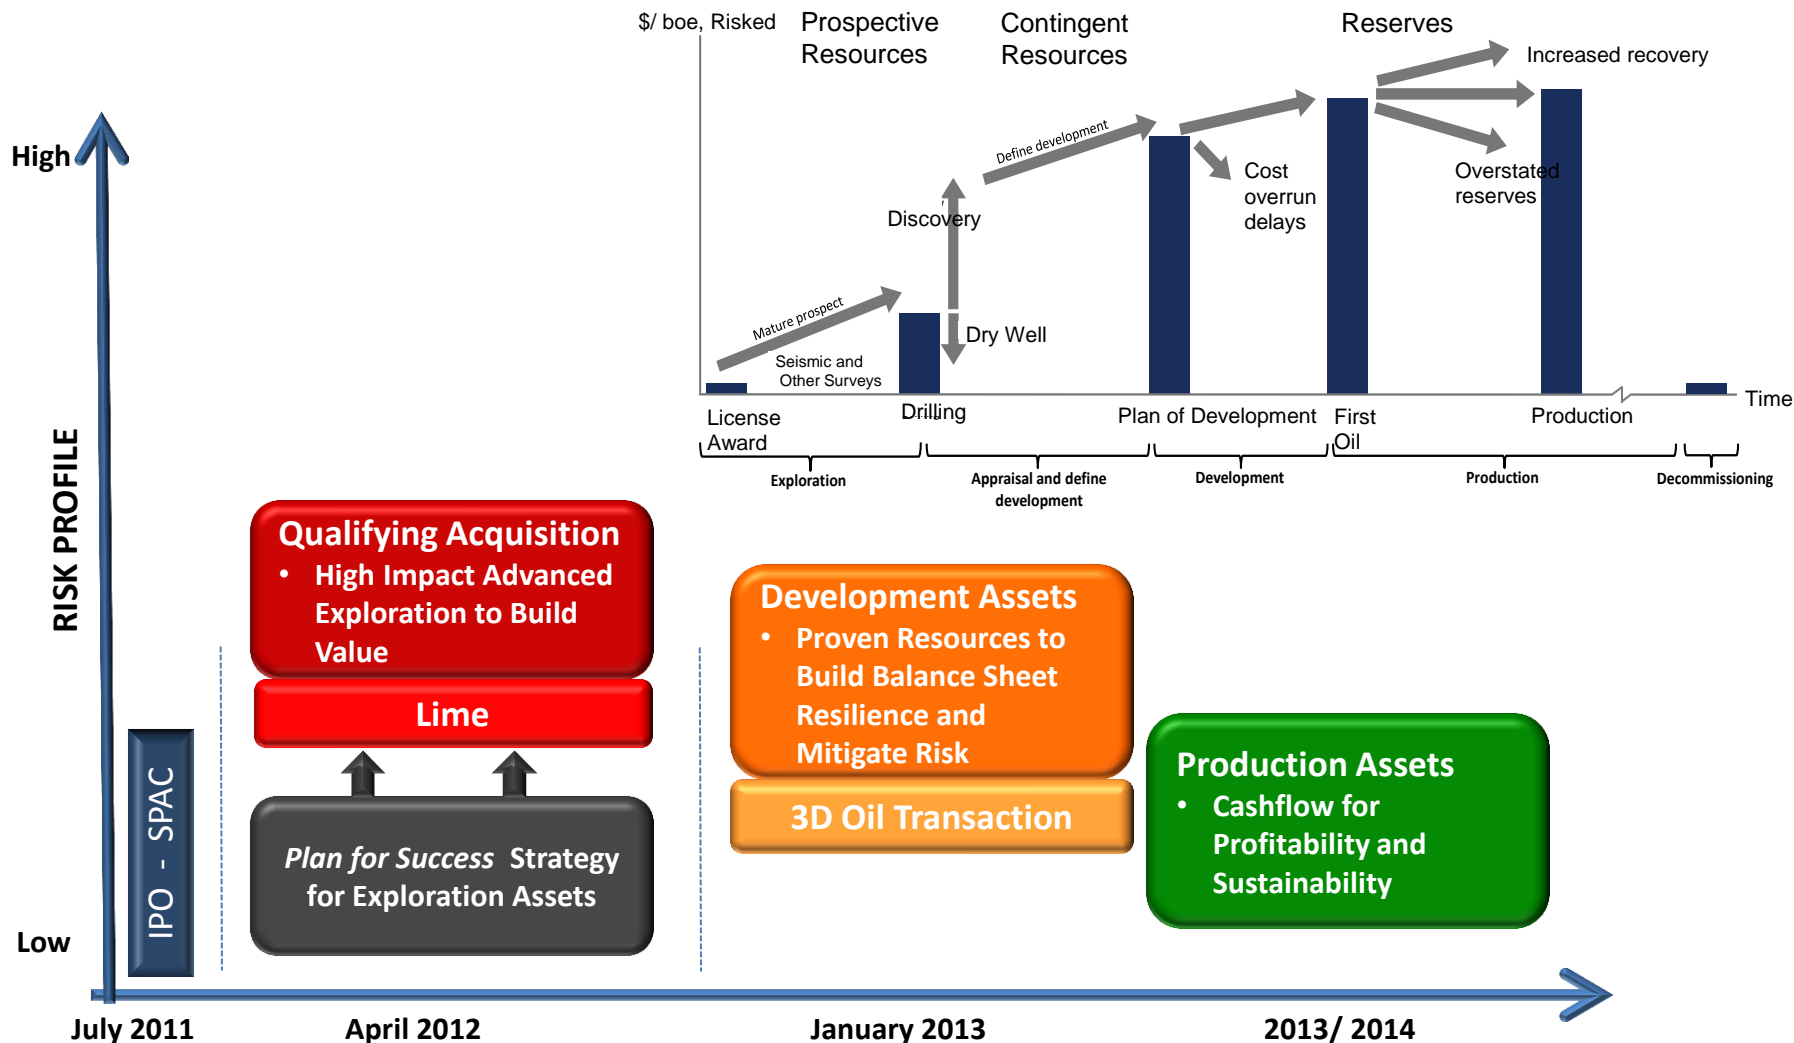 $/ boe, Risked
Prospective
Resources
Contingent
Resources
Reserves
Increased recovery
Define development
Cost
overrun
delays
Overstated
reserves
Discovery
Mature prospect
Dry Well
Seismic and
Other Surveys
Time
License
Award
Drilling
Plan of Development
First
Oil
Production
Exploration
Appraisal and define
development
Development
Production
Decommissioning
High
RISK PROFILE
Low
IPO - SPAC
Qualifying Acquisition
• High Impact Advanced
Exploration to Build
Value
Lime
Plan for Success Strategy
for Exploration Assets
Development Assets
• Proven Resources to
Build Balance Sheet
Resilience and
Mitigate Risk
3D Oil Transaction
Production Assets
• Cashflow for
Profitability and
Sustainability
July 2011
April 2012
January 2013
2013/ 2014